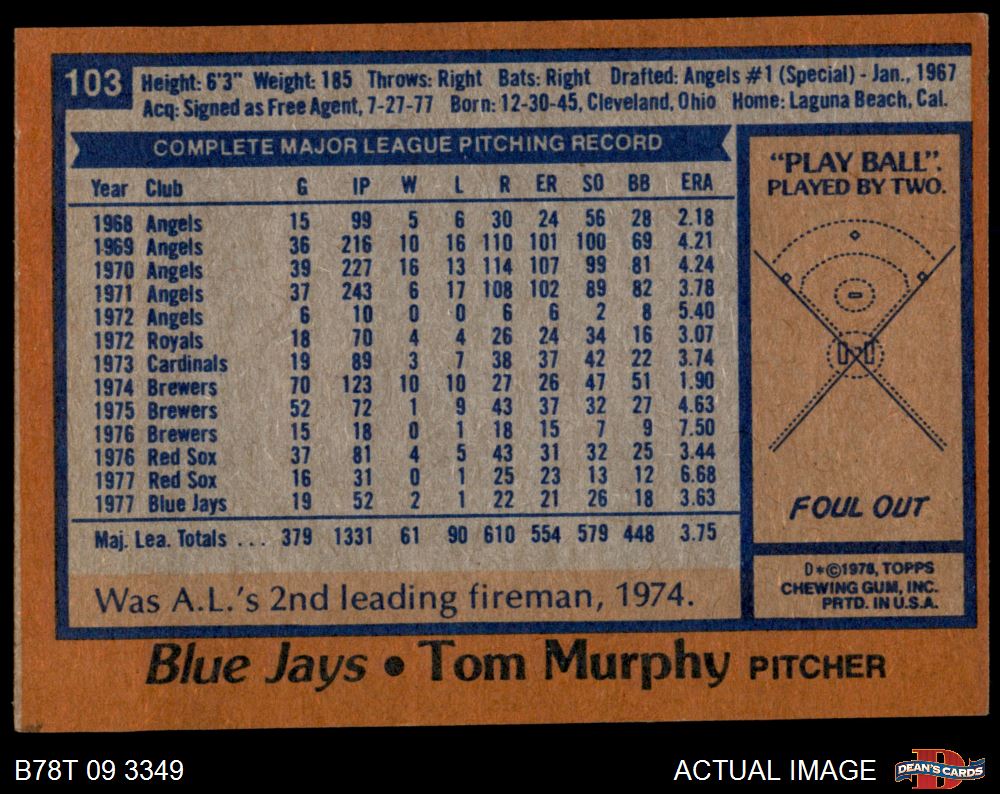 103
Height: 6'3" Weight: 185 Throws: Right Bats: Right Drafted: Angels #1 (Special) - Jan., 1967
Acq: Signed as Free Agent, 7-27-77 Born: 12-30-45, Cleveland, Ohio Home: Laguna Beach, Cal.
COMPLETE MAJOR LEAGUE PITCHING RECORD
Year Club G IP W L R ER SO BB ERA
1968 Angels 15 99 5 6 30 24 56 28 2.18
1969 Angels 36 216 10 16 110 101 100 69 4.21
1970 Angels 39 227 16 13 114 107 99 81 4.24
1971 Angels 37 243 6 17 108 102 89 82 3.78
1972 Angels 6 10 0 0 6 6 2 8 5.40
1972 Royals 18 70 4 4 26 24 34 16 3.07
1973 Cardinals 19 89 3 7 38 37 42 22 3.74
1974 Brewers 70 123 10 10 27 26 47 51 1.90
1975 Brewers 52 72 1 9 43 37 32 27 4.63
1976 Brewers 15 18 0 1 18 15 7 9 7.50
1976 Red Sox 37 81 4 5 43 31 32 25 3.44
1977 Red Sox 16 31 0 1 25 23 13 12 6.68
1977 Blue Jays 19 52 2 1 22 21 26 18 3.63
Maj. Lea. Totals ... 379 1331 61 90 610 554 579 448 3.75
Was A.L.'s 2nd leading fireman, 1974.
"PLAY BALL".
PLAYED BY TWO.
FOUL OUT
D*©1978, TOPPS
CHEWING GUM, INC.
PRTD. IN U.S.A.
Blue Jays • Tom Murphy PITCHER
B78T 09 3349
ACTUAL IMAGE
DEAN'S CARDS